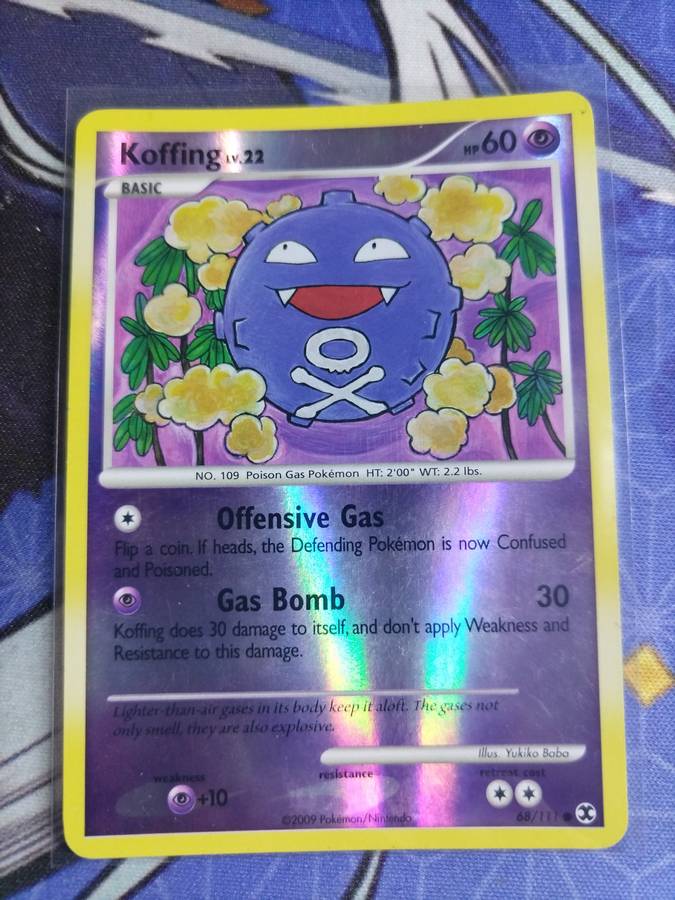 Koffing LV.22 HP 60
BASIC
NO. 109 Poison Gas Pokémon HT: 2'00" WT: 2.2 lbs.
Offensive Gas
Flip a coin. If heads, the Defending Pokémon is now Confused
and Poisoned.
Gas Bomb 30
Koffing does 30 damage to itself, and don't apply Weakness and
Resistance to this damage.
Lighter-than-air gases in its body keep it aloft. The gases not
only smell, they are also explosive.
Illus. Yukiko Baba
weakness resistance retreat cost
+10
©2009 Pokémon/Nintendo 68/111